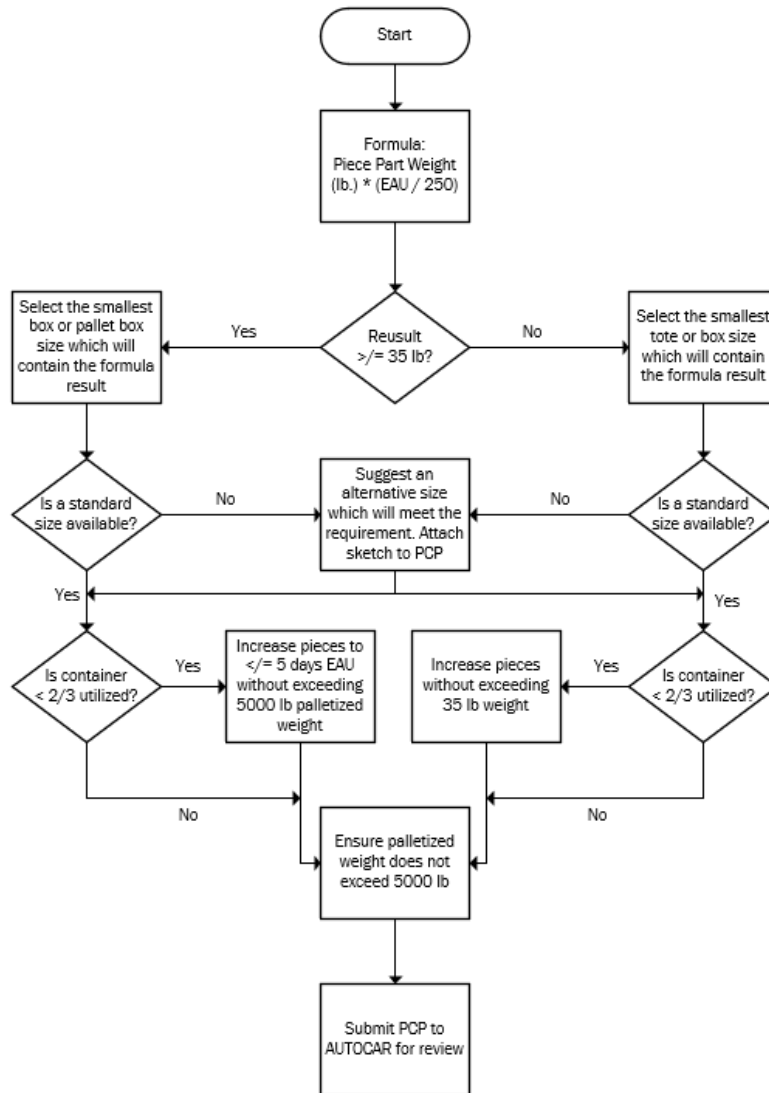 Start
Formula:
Piece Part Weight
(lb.) * (EAU / 250)
Select the smallest
box or pallet box
size which will
contain the formula
result
Yes
Reusult
>/= 35 lb?
No
Select the smallest
tote or box size
which will contain
the formula result
Is a standard
size available?
No
Suggest an
alternative size
which will meet the
requirement. Attach
sketch to PCP
No
Is a standard
size available?
Yes
Yes
Is container
< 2/3 utilized?
Yes
Increase pieces to
</= 5 days EAU
without exceeding
5000 lb palletized
weight
Increase pieces
without exceeding
35 lb weight
Yes
Is container
< 2/3 utilized?
No
No
Ensure palletized
weight does not
exceed 5000 lb
Submit PCP to
AUTOCAR for review